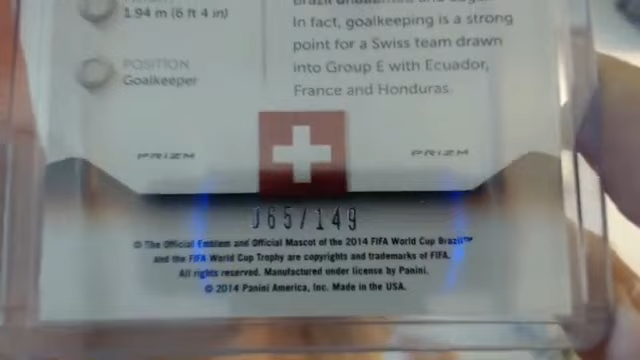 1.94 m (6 ft 4 in)
POSITION
Goalkeeper
In fact, goalkeeping is a strong
point for a Swiss team drawn
into Group E with Ecuador,
France and Honduras.
PRIZM
PRIZM
065/149
© The Official Emblem and Official Mascot of the 2014 FIFA World Cup Brazil™
and the FIFA World Cup Trophy are copyrights and trademarks of FIFA.
All rights reserved. Manufactured under license by Panini.
© 2014 Panini America, Inc. Made in the USA.